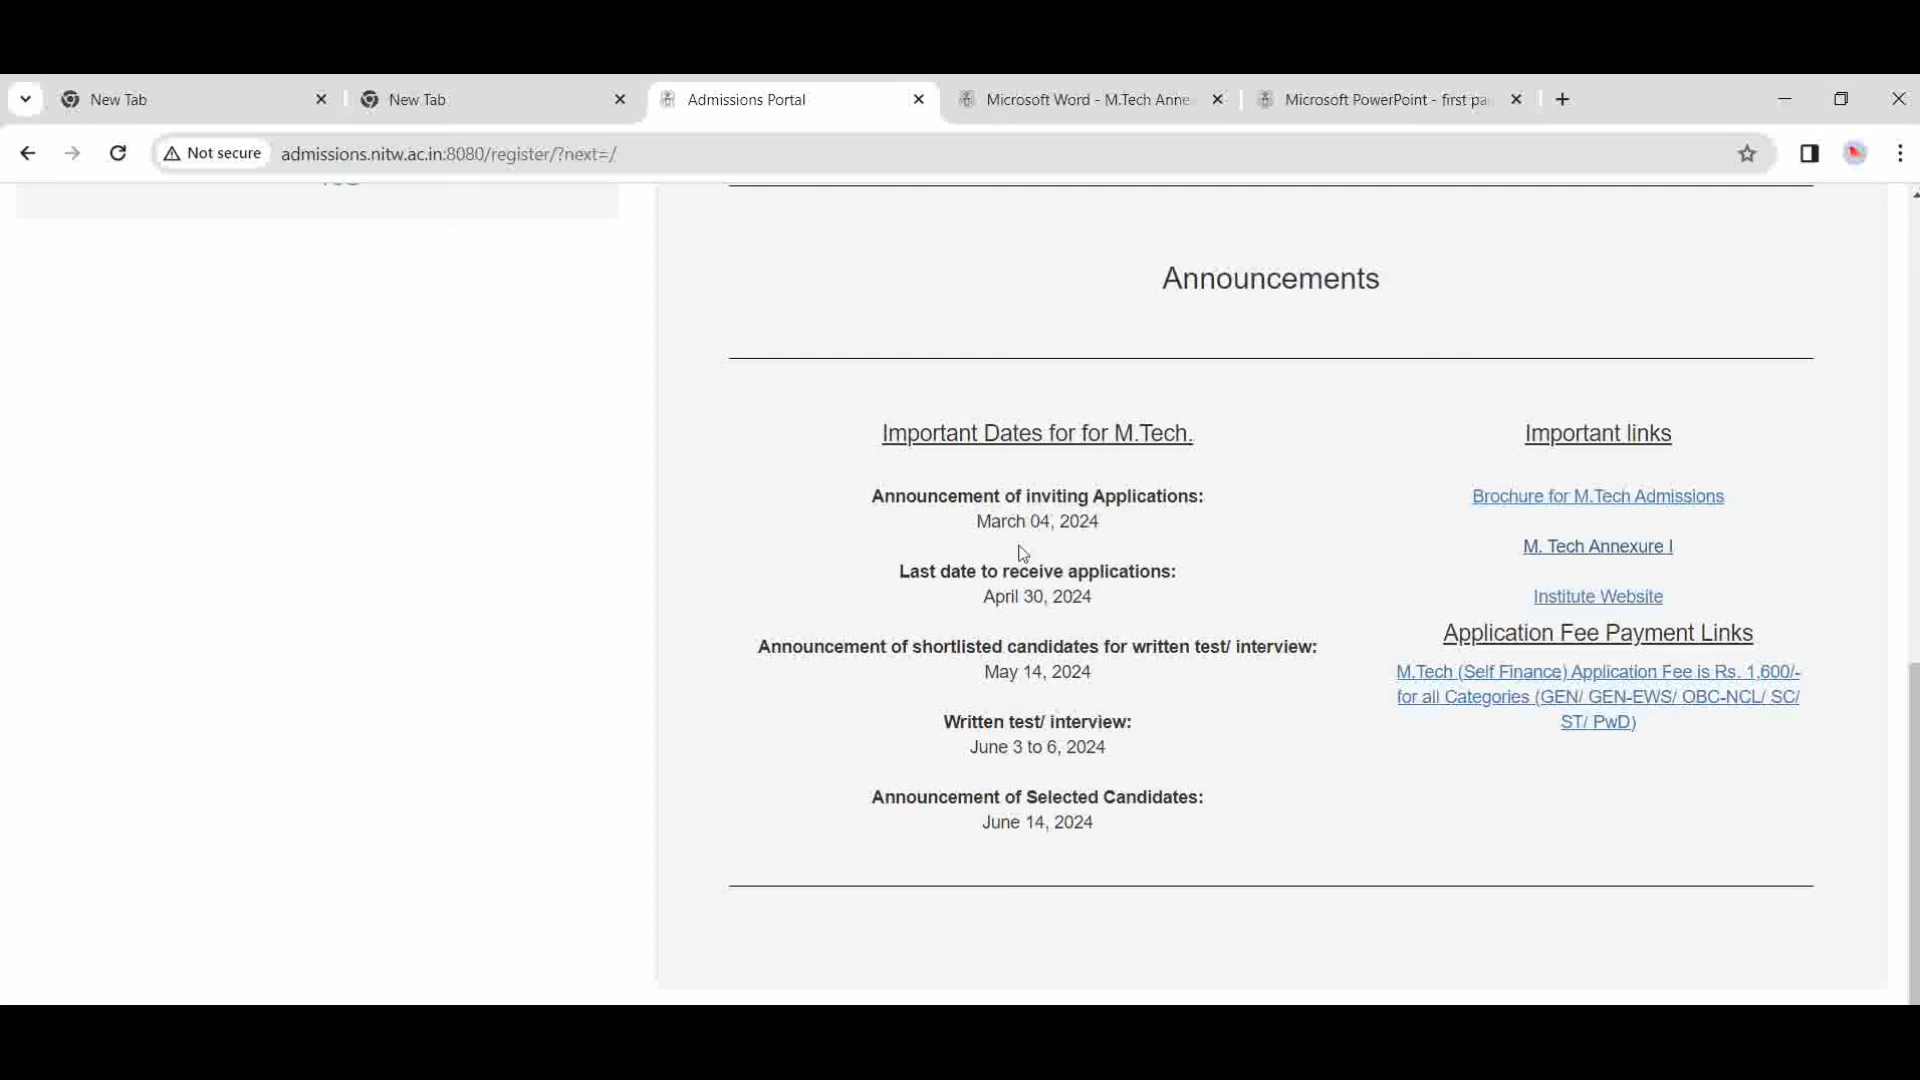 New Tab
New Tab
Admissions Portal
Microsoft Word - M.Tech Anne
Microsoft PowerPoint - first pa
Not secure
admissions.nitw.ac.in:8080/register/?next=/
Announcements
Important Dates for for M.Tech.
Announcement of inviting Applications:
March 04, 2024
Last date to receive applications:
April 30, 2024
Announcement of shortlisted candidates for written test/ interview:
May 14, 2024
Written test/ interview:
June 3 to 6, 2024
Announcement of Selected Candidates:
June 14, 2024
Important links
Brochure for M.Tech Admissions
M. Tech Annexure I
Institute Website
Application Fee Payment Links
M.Tech (Self Finance) Application Fee is Rs. 1,600/-
for all Categories (GEN/ GEN-EWS/ OBC-NCL/ SC/
ST/ PwD)